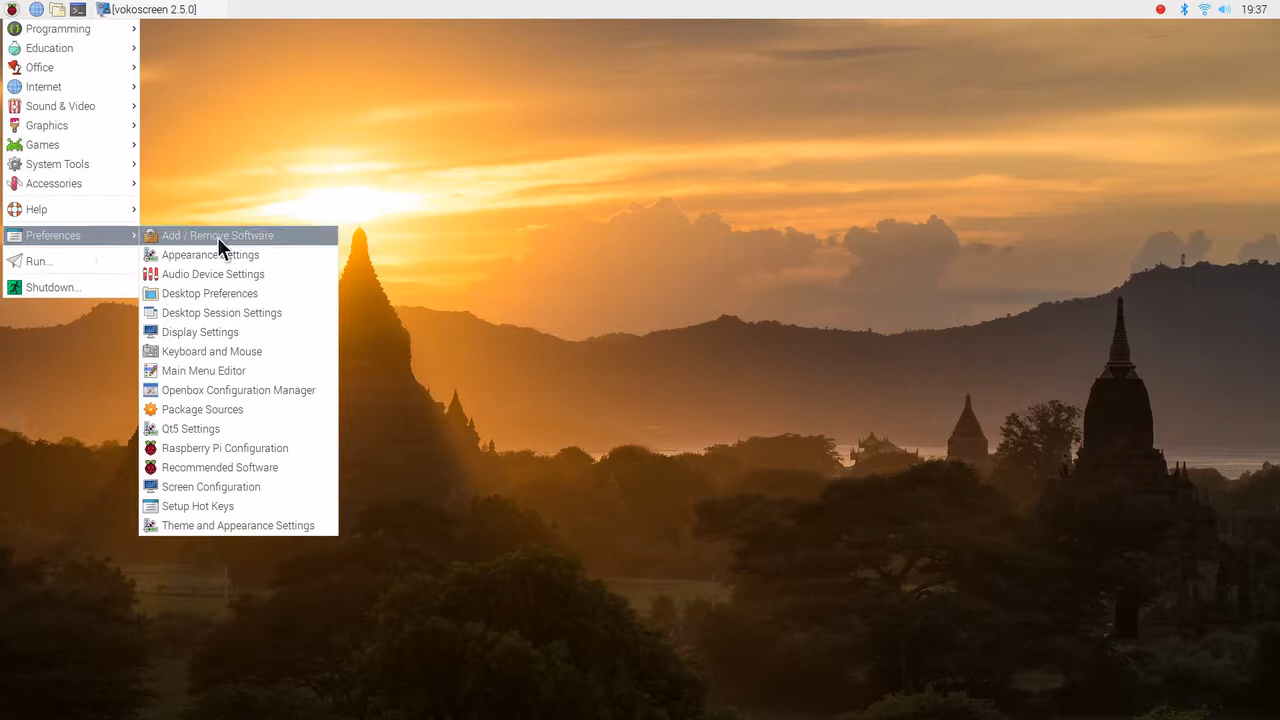 [vokoscreen 2.5.0]
19:37
Programming
Education
Office
Internet
Sound & Video
Graphics
Games
System Tools
Accessories
Help
Preferences
Run...
Shutdown...
Add / Remove Software
Appearance Settings
Audio Device Settings
Desktop Preferences
Desktop Session Settings
Display Settings
Keyboard and Mouse
Main Menu Editor
Openbox Configuration Manager
Package Sources
Qt5 Settings
Raspberry Pi Configuration
Recommended Software
Screen Configuration
Setup Hot Keys
Theme and Appearance Settings